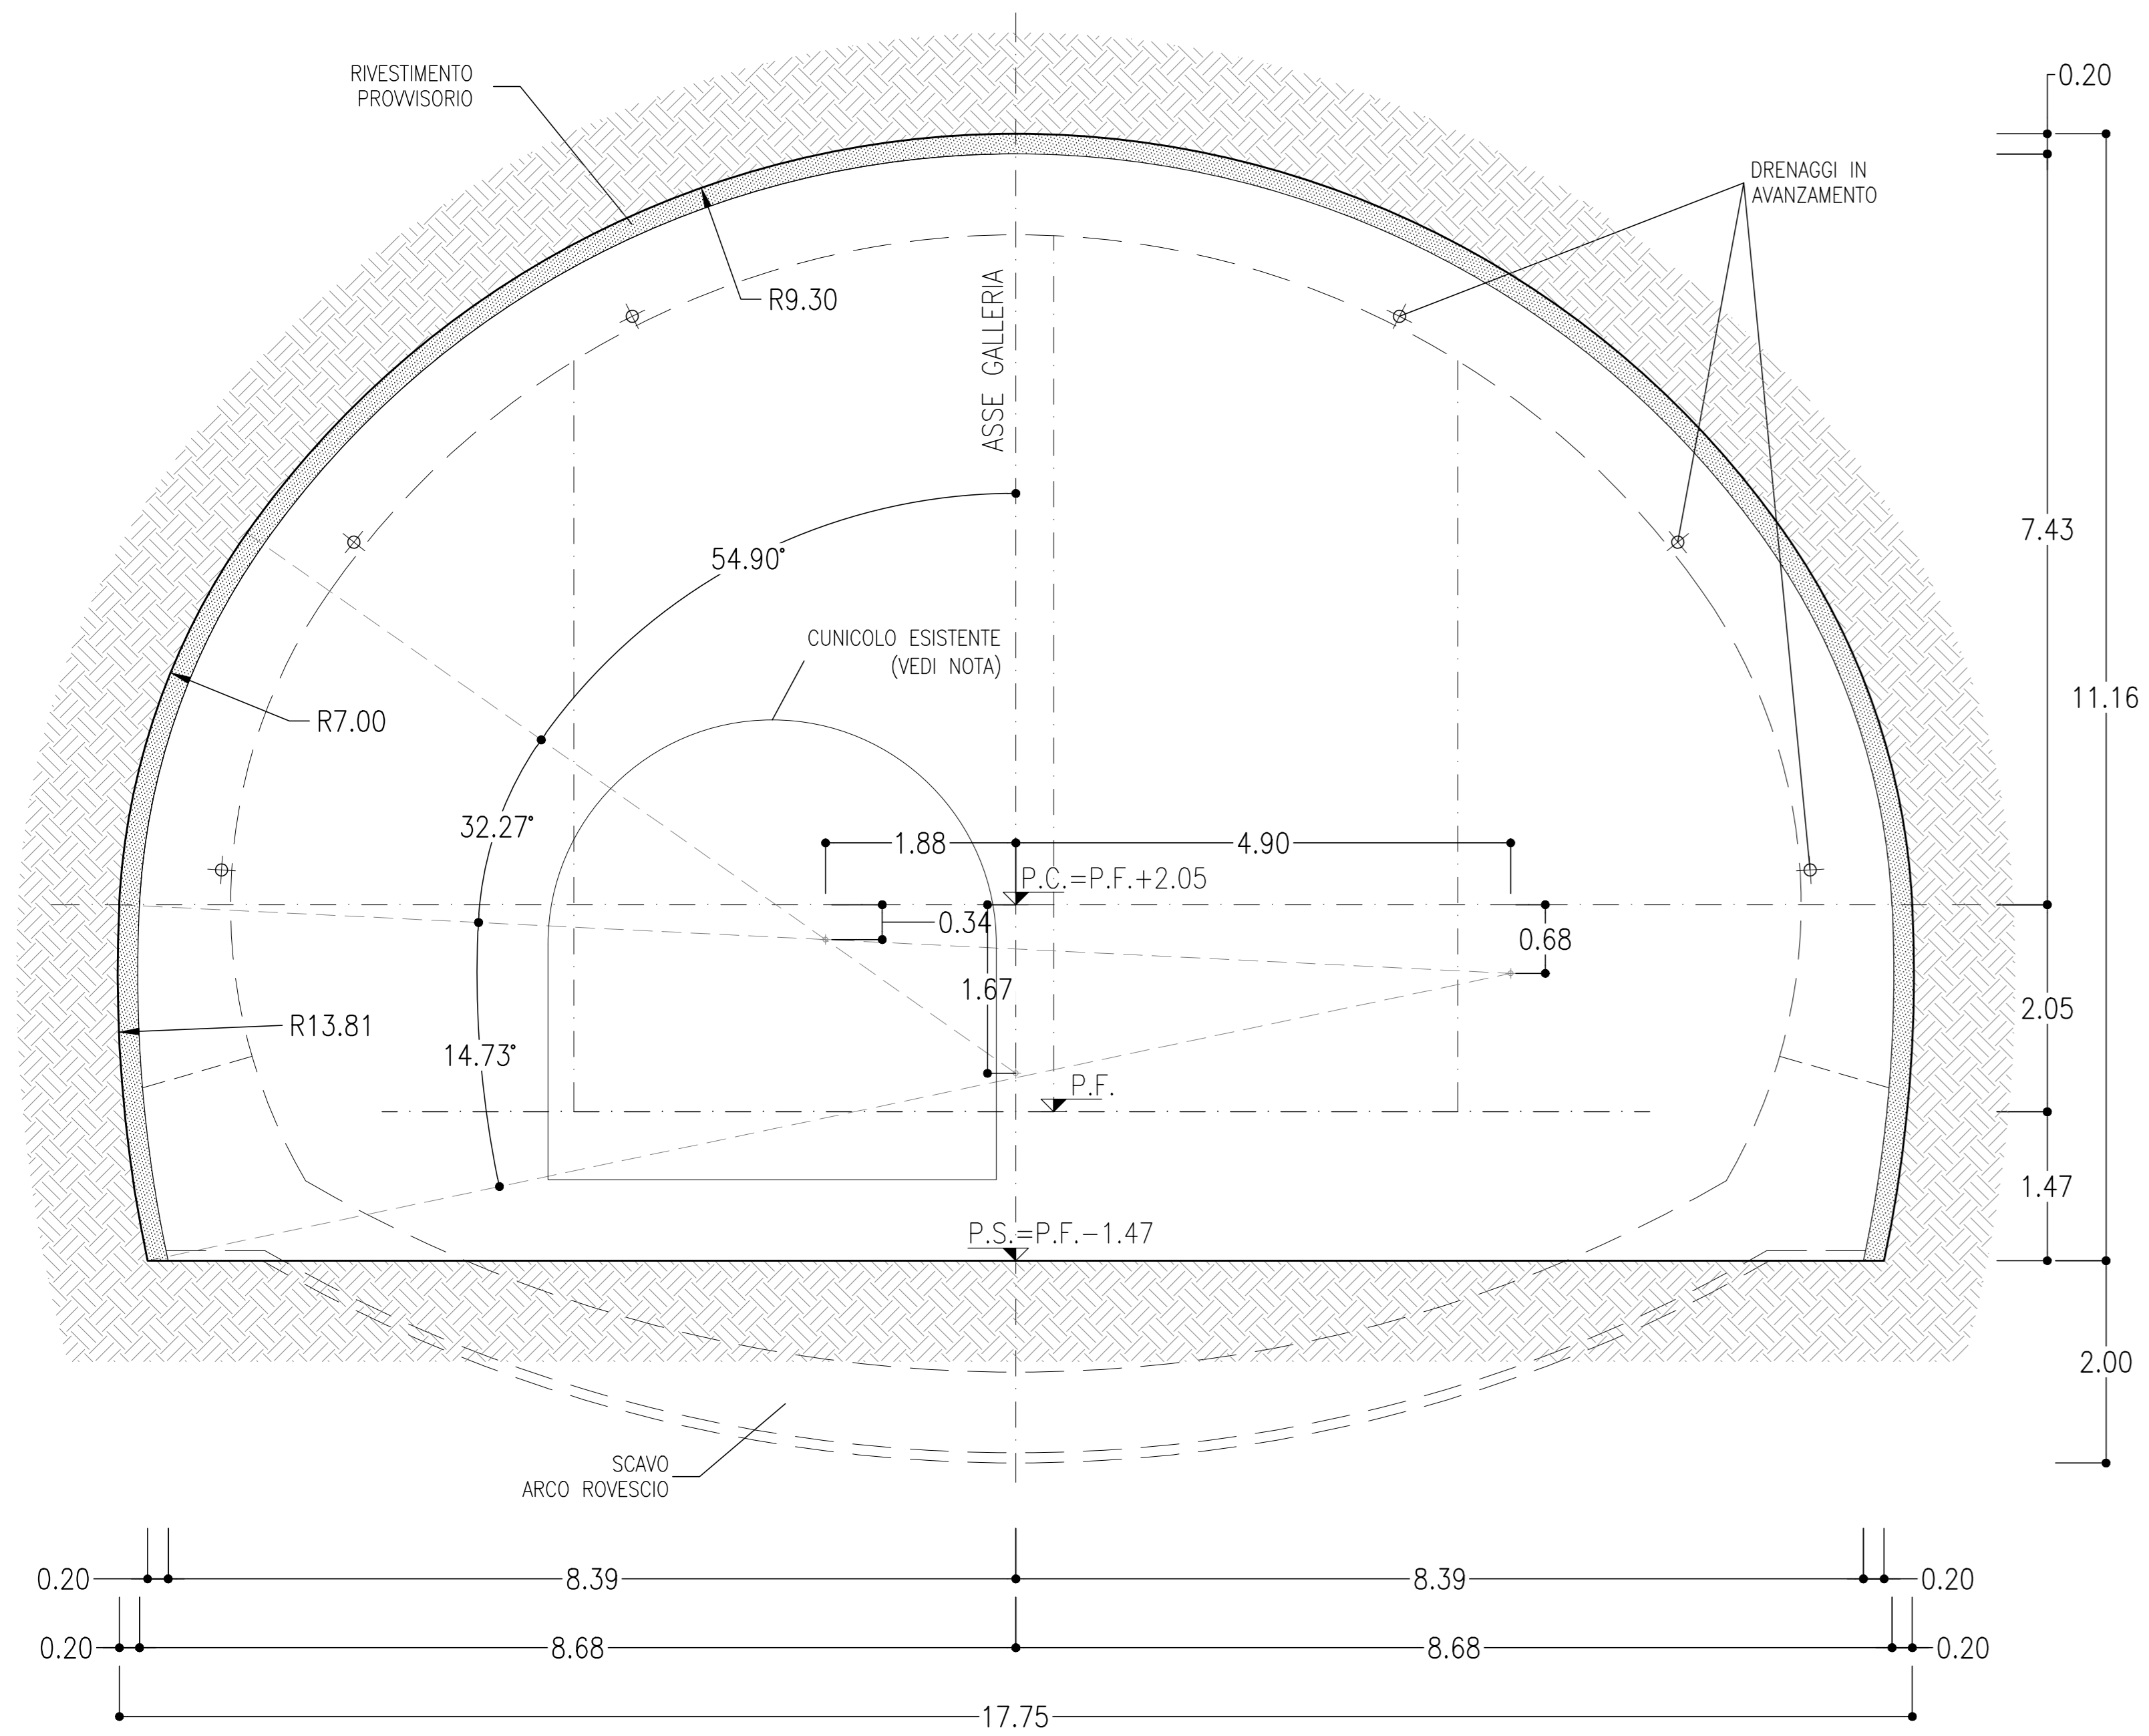 0.20
RIVESTIMENTO
PROVVISORIO
DRENAGGI IN
AVANZAMENTO
R9.30
ASSE GALLERIA
7.43
54.90°
CUNICOLO ESISTENTE
(VEDI NOTA)
11.16
R7.00
32.27°
1.88
4.90
P.C.=P.F.+2.05
0.34
0.68
1.67
2.05
R13.81
14.73°
P.F.
1.47
P.S.=P.F.-1.47
2.00
SCAVO
ARCO ROVESCIO
0.20
8.39
8.39
0.20
0.20
8.68
8.68
0.20
17.75